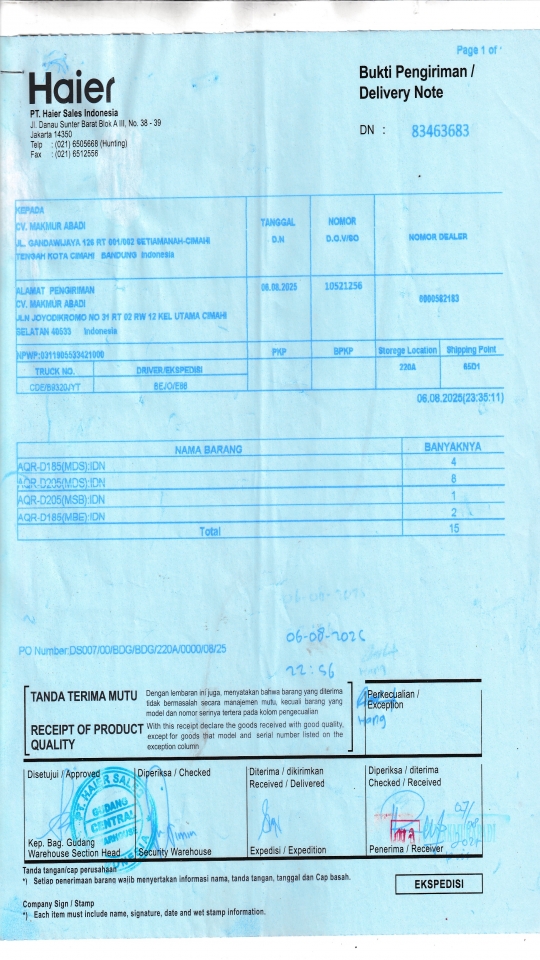 Page 1 of
Haier
PT. Haier Sales Indonesia
Jl. Danau Sunter Barat Blok A III, No. 38 - 39
Jakarta 14350
Telp : (021) 6505668 (Hunting)
Fax : (021) 6512556
Bukti Pengiriman /
Delivery Note
DN : 83463683
KEPADA
CV. MAKMUR ABADI
JL. GANDAWIJAYA 126 RT 001/002 SETIAMANAH-CIMAHI
TENGAH KOTA CIMAHI BANDUNG Indonesia
TANGGAL
D.N
NOMOR
D.O.V/SO
NOMOR DEALER
ALAMAT PENGIRIMAN
CV. MAKMUR ABADI
JLN JOYODIKROMO NO 31 RT 02 RW 12 KEL UTAMA CIMAHI
SELATAN 40533 Indonesia
06.08.2025
10521256
NPWP:0311905533421000
PKP
BPKP
Storege Location
Shipping Point
TRUCK NO.
DRIVER/EKSPEDISI
220A
65D1
CDE/B9320JYT
BEJO/E66
06.08.2025(23:35:11)
NAMA BARANG
BANYAKNYA
AQR-D185(MDS):IDN
4
AQR-D205(MDS):IDN
8
AQR-D205(MSB):IDN
1
AQR-D185(MBE):IDN
2
Total
15
PO Number:DS007/00/BDG/BDG/220A/0000/08/25
06-08-2025
22:56
TANDA TERIMA MUTU
Dengan lembaran ini juga, menyatakan bahwa barang yang diterima
tidak bermasalah secara manajemen mutu, kecuali barang yang
model dan nomor serinya tertera pada kolom pengecualian
RECEIPT OF PRODUCT
QUALITY
With this receipt declare the goods received with good quality,
except for goods that model and serial number listed on the
exception column
Perkecualian /
Exception
Hang
Disetujui / Approved
Diperiksa / Checked
Diterima / dikirimkan
Received / Delivered
Diperiksa / diterima
Checked / Received
PT. HAIER SALES
GUDANG
CENTRAL
Kep. Bag. Gudang
Warehouse Section Head
Security Warehouse
Expedisi / Expedition
Penerima / Receiver
Tanda tangan/cap perusahaan
*) Setiao penerimaan barang wajib menyertakan informasi nama, tanda tangan, tanggal dan Cap basah.
EKSPEDISI
Company Sign / Stamp
*) Each item must include name, signature, date and wet stamp information.